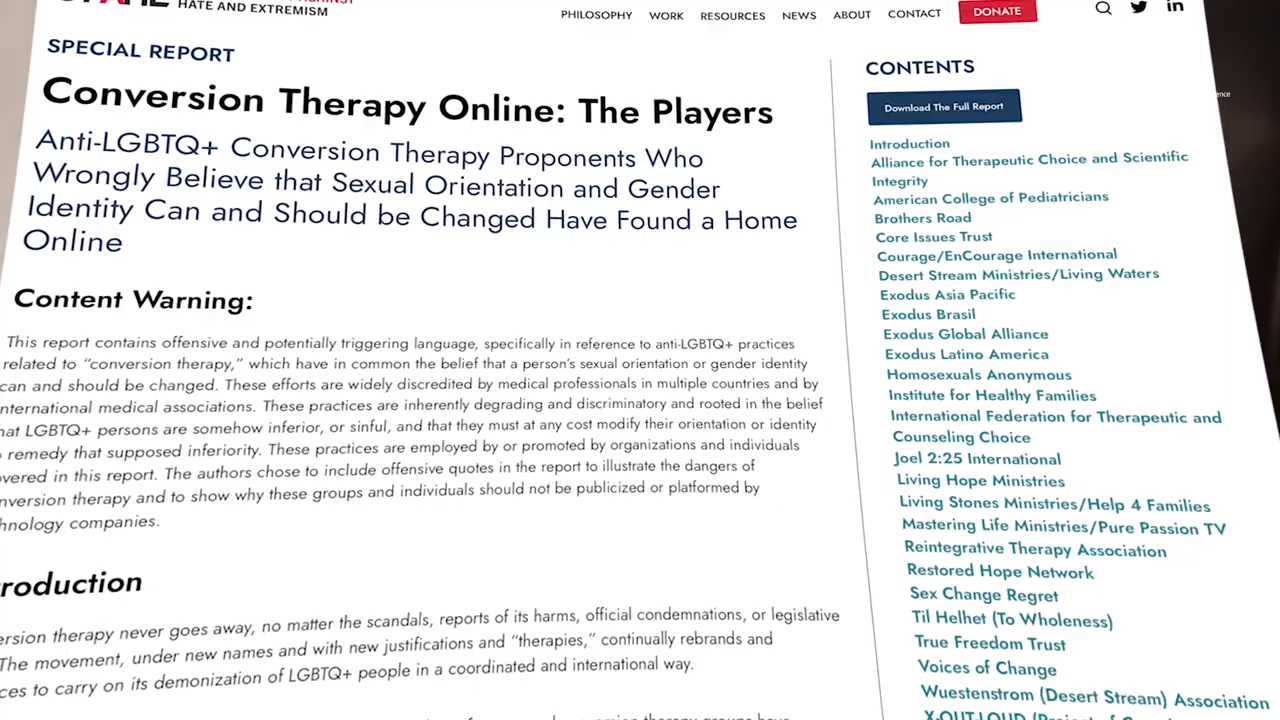 HATE AND EXTREMISM
PHILOSOPHY WORK RESOURCES NEWS ABOUT CONTACT DONATE
SPECIAL REPORT
Conversion Therapy Online: The Players
Anti-LGBTQ+ Conversion Therapy Proponents Who
Wrongly Believe that Sexual Orientation and Gender
Identity Can and Should be Changed Have Found a Home
Online
Content Warning:
This report contains offensive and potentially triggering language, specifically in reference to anti-LGBTQ+ practices
related to “conversion therapy,” which have in common the belief that a person’s sexual orientation or gender identity
can and should be changed. These efforts are widely discredited by medical professionals in multiple countries and by
nternational medical associations. These practices are inherently degrading and discriminatory and rooted in the belief
hat LGBTQ+ persons are somehow inferior, or sinful, and that they must at any cost modify their orientation or identity
o remedy that supposed inferiority. These practices are employed by or promoted by organizations and individuals
overed in this report. The authors chose to include offensive quotes in the report to illustrate the dangers of
nversion therapy and to show why these groups and individuals should not be publicized or platformed by
hnology companies.
roduction
ersion therapy never goes away, no matter the scandals, reports of its harms, official condemnations, or legislative
The movement, under new names and with new justifications and “therapies,” continually rebrands and
ces to carry on its demonization of LGBTQ+ people in a coordinated and international way.
CONTENTS
Download The Full Report
Introduction
Alliance for Therapeutic Choice and Scientific
Integrity
American College of Pediatricians
Brothers Road
Core Issues Trust
Courage/EnCourage International
Desert Stream Ministries/Living Waters
Exodus Asia Pacific
Exodus Brasil
Exodus Global Alliance
Exodus Latino America
Homosexuals Anonymous
Institute for Healthy Families
International Federation for Therapeutic and
Counseling Choice
Joel 2:25 International
Living Hope Ministries
Living Stones Ministries/Help 4 Families
Mastering Life Ministries/Pure Passion TV
Reintegrative Therapy Association
Restored Hope Network
Sex Change Regret
Til Helhet (To Wholeness)
True Freedom Trust
Voices of Change
Wuestenstrom (Desert Stream) Association
X-OUT-LOUD
ence